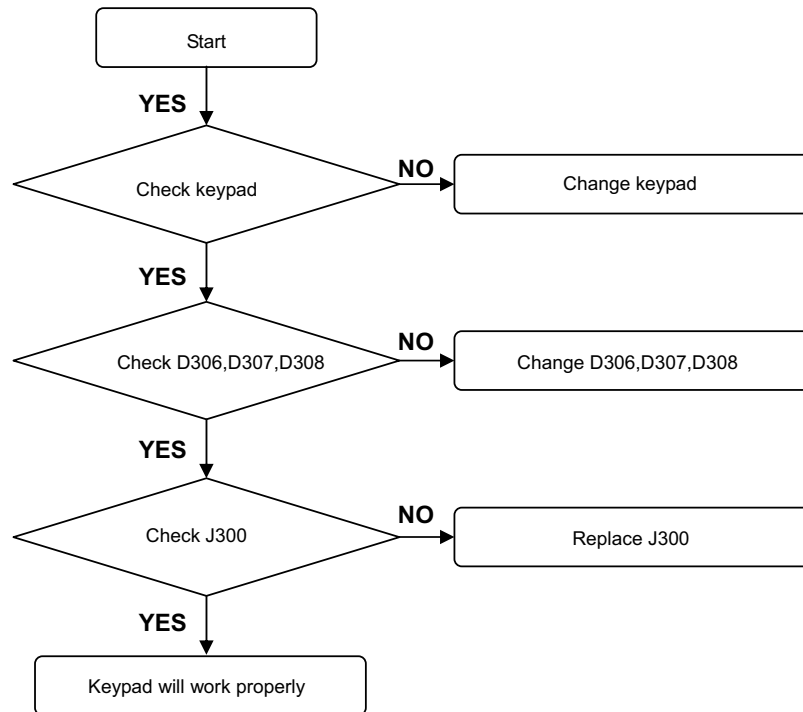 Start
YES
Check keypad
NO
Change keypad
YES
Check D306,D307,D308
NO
Change D306,D307,D308
YES
Check J300
NO
Replace J300
YES
Keypad will work properly